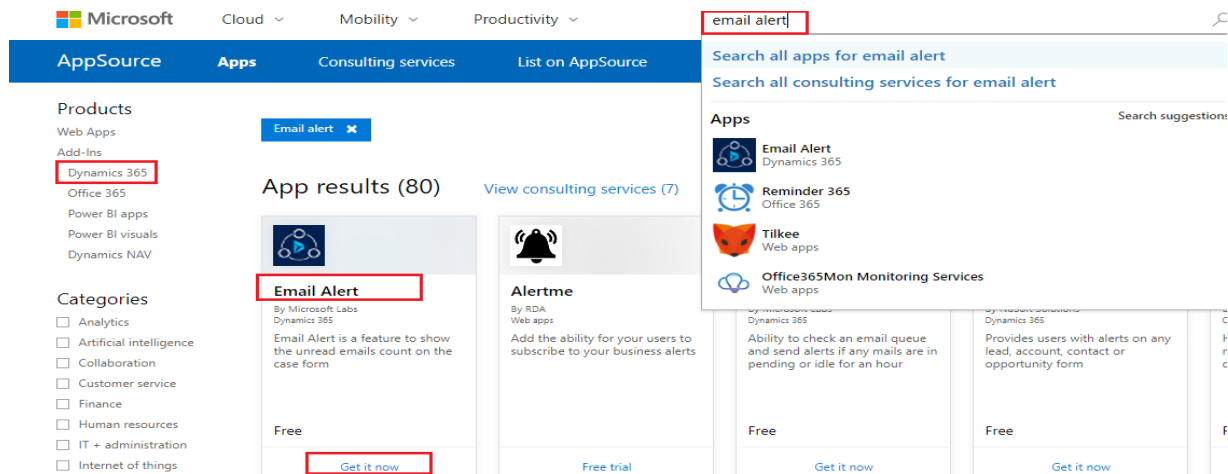 Microsoft
Cloud
Mobility
Productivity
email alert
AppSource
Apps
Consulting services
List on AppSource
Search all apps for email alert
Search all consulting services for email alert
Apps
Search suggestions
Email Alert
Dynamics 365
Reminder 365
Office 365
Tilkee
Web apps
Office365Mon Monitoring Services
Web apps
Products
Web Apps
Add-Ins
Dynamics 365
Office 365
Power BI apps
Power BI visuals
Dynamics NAV
Categories
Analytics
Artificial intelligence
Collaboration
Customer service
Finance
Human resources
IT + administration
Internet of things
Email alert
App results (80)
View consulting services (7)
Email Alert
By Microsoft Labs
Dynamics 365
Email Alert is a feature to show
the unread emails count on the
case form
Free
Get it now
Alertme
By RDA
Web apps
Add the ability for your users to
subscribe to your business alerts
Free trial
Dynamics 365
Ability to check an email queue
and send alerts if any mails are in
pending or idle for an hour
Free
Get it now
Dynamics 365
Provides users with alerts on any
lead, account, contact or
opportunity form
Free
Get it now